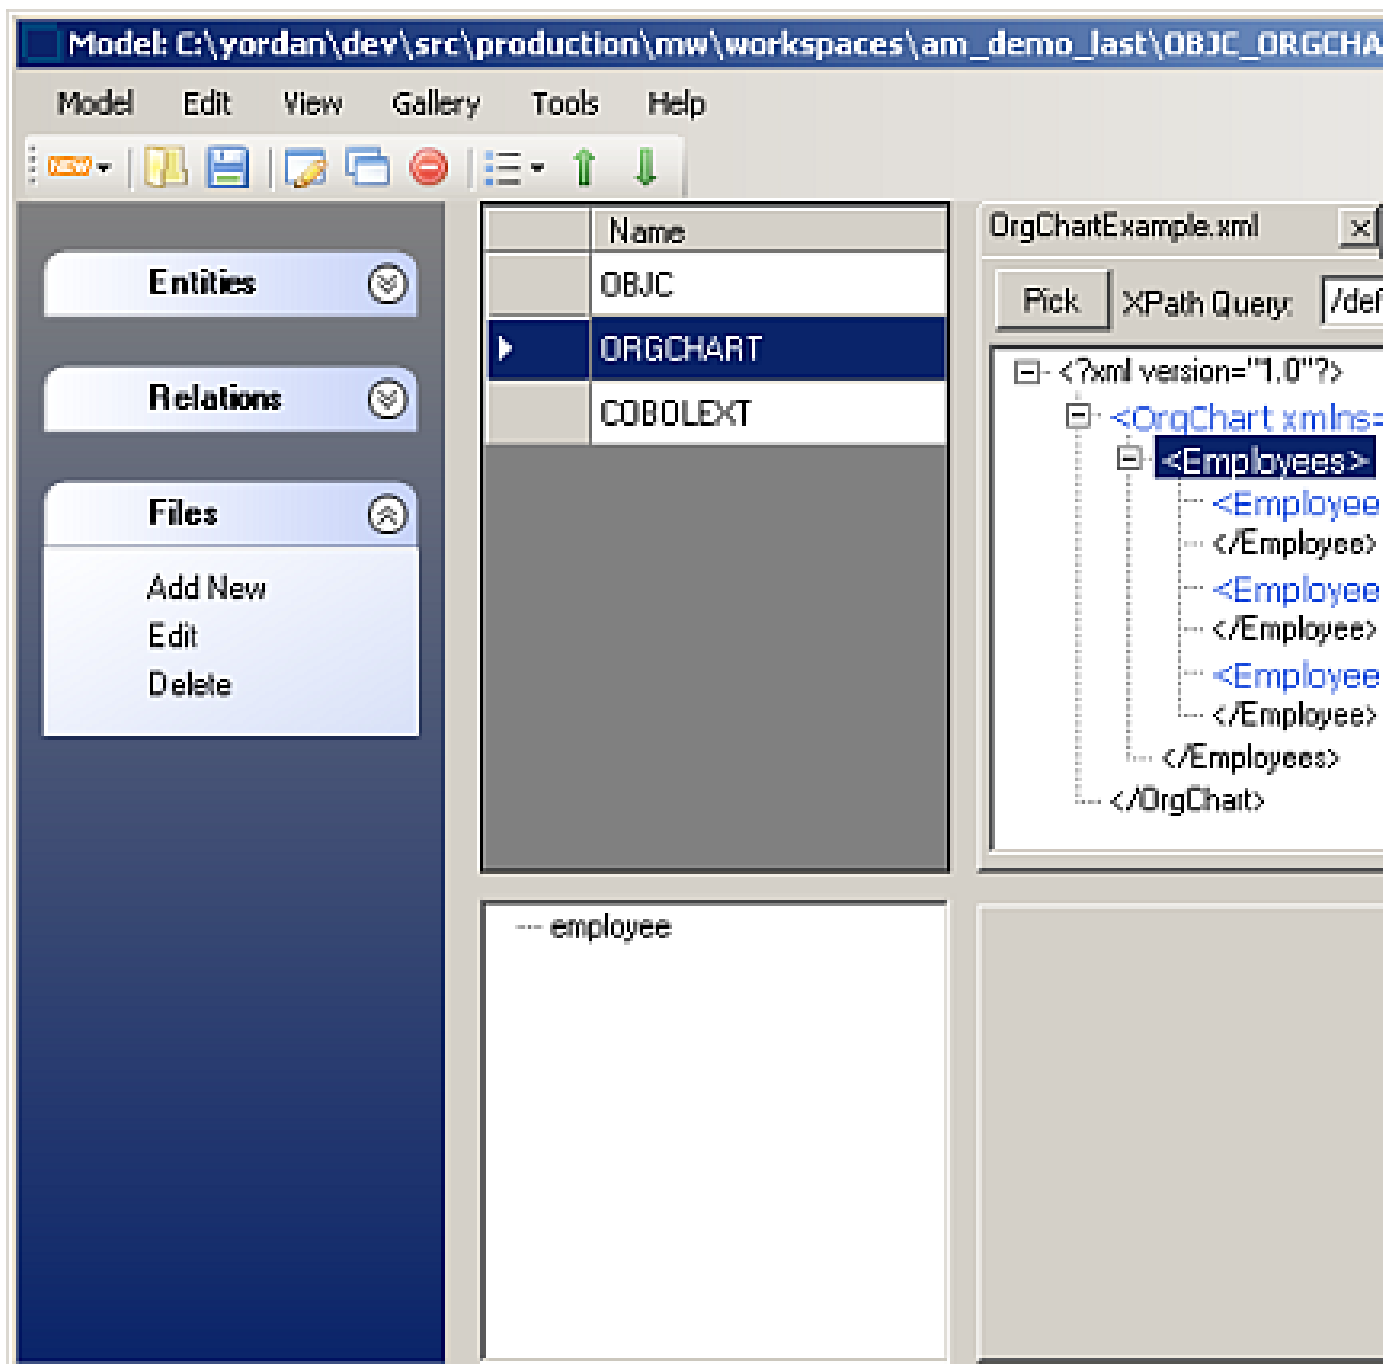 Model: C:\yordan\dev\src\production\mw\workspaces\am_demo_last\OBJC_ORGCHA
Model Edit View Gallery Tools Help
NEW
Entities
Relations
Files
Add New
Edit
Delete
Name
OBJC
ORGCHART
COBOLEXT
employee
OrgChartExample.xml
Pick XPath Query: /def
<?xml version="1.0"?>
<OrgChart xmlns=
<Employees>
<Employee
</Employee>
<Employee
</Employee>
<Employee
</Employee>
</Employees>
</OrgChart>